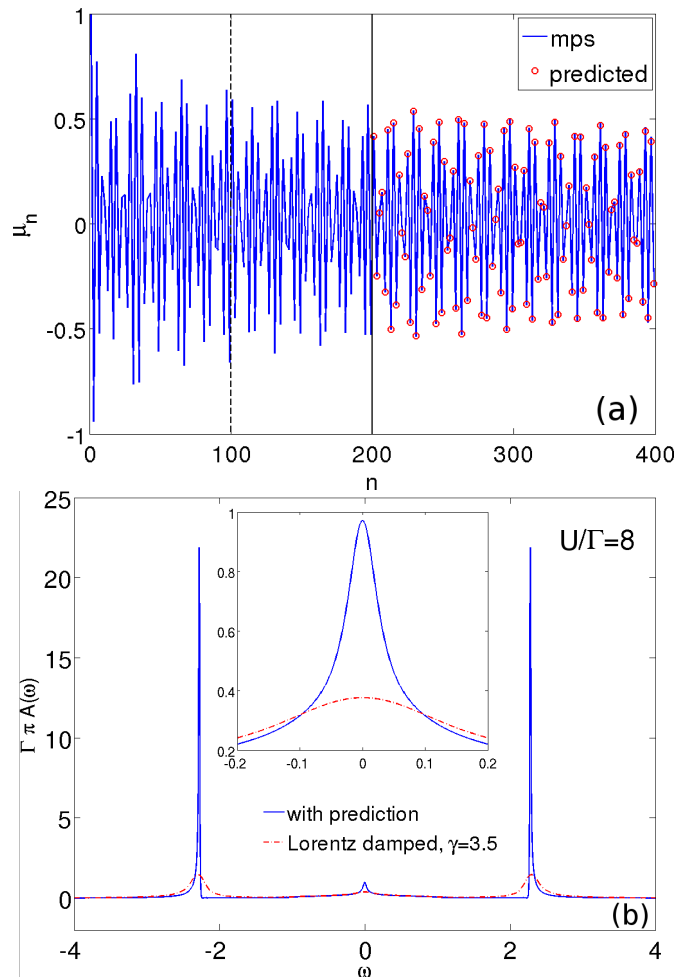 1
0.5
0
-0.5
-1
μn
mps
predicted
(a)
0 100 200 300 400
n
25
20
15
10
5
0
Γ π A(ω)
U/Γ=8
1
0.8
0.6
0.4
0.2
-0.2 -0.1 0 0.1 0.2
with prediction
Lorentz damped, γ=3.5
(b)
-4 -2 0 2 4
ω